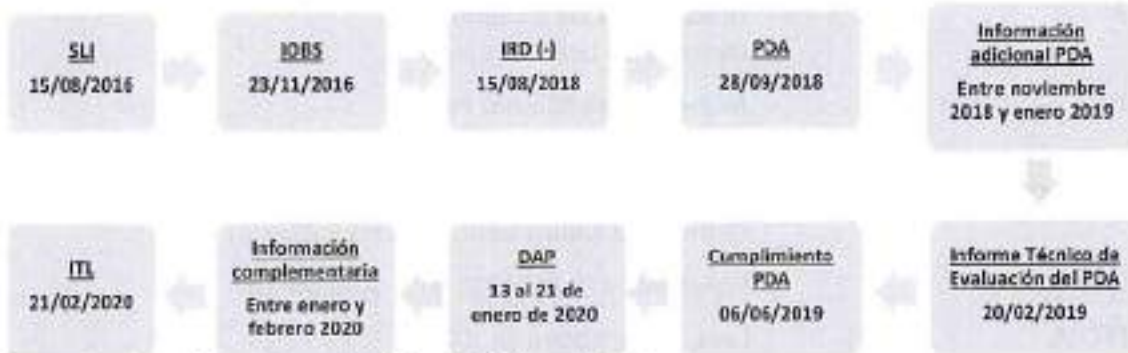 SLI
15/08/2016
IOBS
23/11/2016
IRD (-)
15/08/2018
PDA
28/09/2018
Información
adicional PDA
Entre noviembre
2018 y enero 2019
Informe Técnico de
Evaluación del PDA
20/02/2019
Cumplimiento
PDA
06/06/2019
DAP
13 al 21 de
enero de 2020
Información
complementaria
Entre enero y
febrero 2020
ITL
21/02/2020